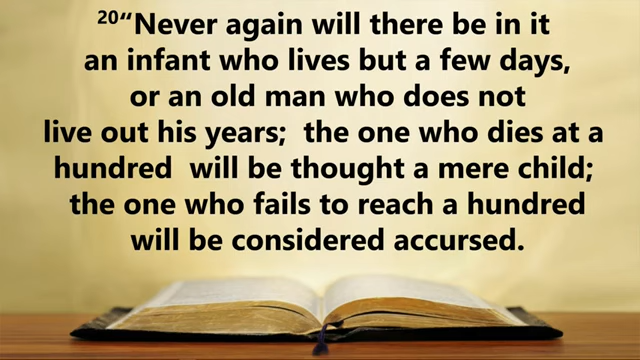 20“Never again will there be in it
an infant who lives but a few days,
or an old man who does not
live out his years;  the one who dies at a
hundred  will be thought a mere child;
the one who fails to reach a hundred
will be considered accursed.